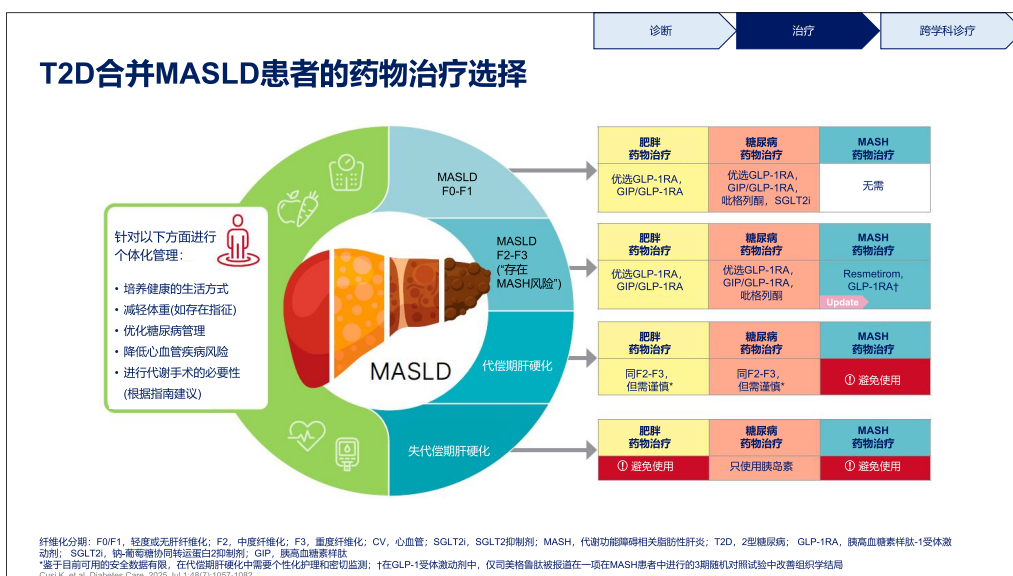 诊断
治疗
跨学科诊疗
T2D合并MASLD患者的药物治疗选择
针对以下方面进行
个体化管理：
• 培养健康的生活方式
• 减轻体重(如存在指征)
• 优化糖尿病管理
• 降低心血管疾病风险
• 进行代谢手术的必要性
(根据指南建议)
MASLD
MASLD
F0-F1
MASLD
F2-F3
(“存在
MASH风险”)
代偿期肝硬化
失代偿期肝硬化
肥胖
药物治疗
糖尿病
药物治疗
MASH
药物治疗
优选GLP-1RA，
GIP/GLP-1RA
优选GLP-1RA，
GIP/GLP-1RA，
吡格列酮，SGLT2i
无需
肥胖
药物治疗
糖尿病
药物治疗
MASH
药物治疗
优选GLP-1RA，
GIP/GLP-1RA
优选GLP-1RA，
GIP/GLP-1RA，
吡格列酮
Resmetirom,
GLP-1RA†
Update
肥胖
药物治疗
糖尿病
药物治疗
MASH
药物治疗
同F2-F3，
但需谨慎*
同F2-F3，
但需谨慎*
! 避免使用
肥胖
药物治疗
糖尿病
药物治疗
MASH
药物治疗
! 避免使用
只使用胰岛素
! 避免使用
纤维化分期：F0/F1，轻度或无肝纤维化；F2，中度纤维化；F3，重度纤维化；CV，心血管；SGLT2i，SGLT2抑制剂；MASH，代谢功能障碍相关脂肪性肝炎；T2D，2型糖尿病； GLP-1RA，胰高血糖素样肽-1受体激
动剂； SGLT2i，钠-葡萄糖协同转运蛋白2抑制剂；GIP，胰高血糖素样肽
*鉴于目前可用的安全数据有限，在代偿期肝硬化中需要个性化护理和密切监测；†在GLP-1受体激动剂中，仅司美格鲁肽被报道在一项在MASH患者中进行的3期随机对照试验中改善组织学结局
Cusi K, et al. Diabetes Care. 2025 Jul 1;48(7):1057-1082